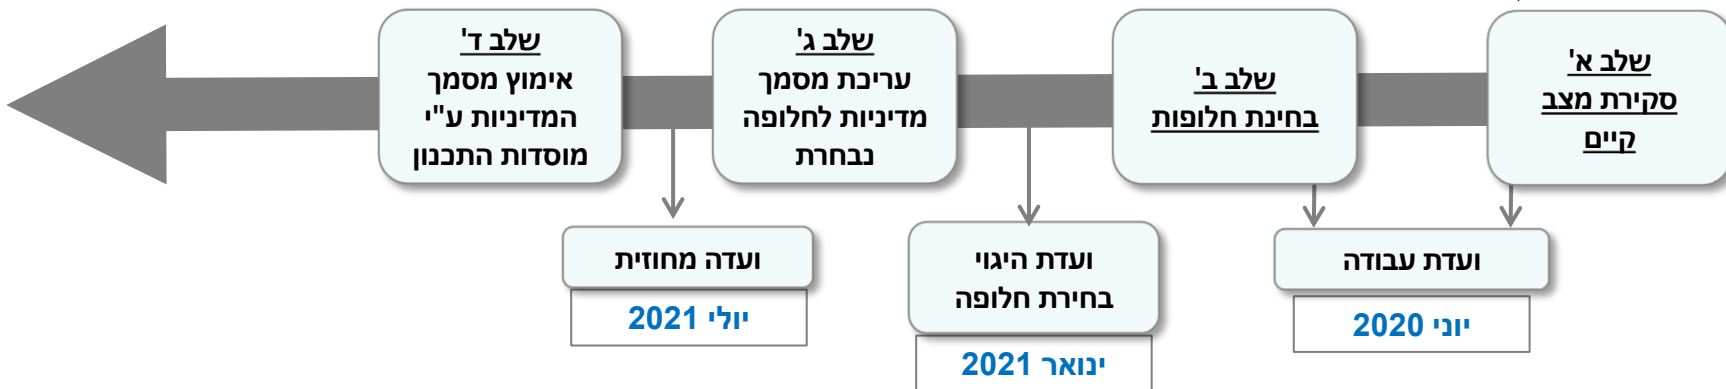 שלב א'
סקירת מצב
קיים
שלב ב'
בחינת חלופות
שלב ג'
עריכת מסמך
מדיניות לחלופה
נבחרת
שלב ד'
אימוץ מסמך
המדיניות ע"י
מוסדות התכנון
ועדת עבודה
יוני 2020
ועדת היגוי
בחירת חלופה
ינואר 2021
ועדה מחוזית
יולי 2021